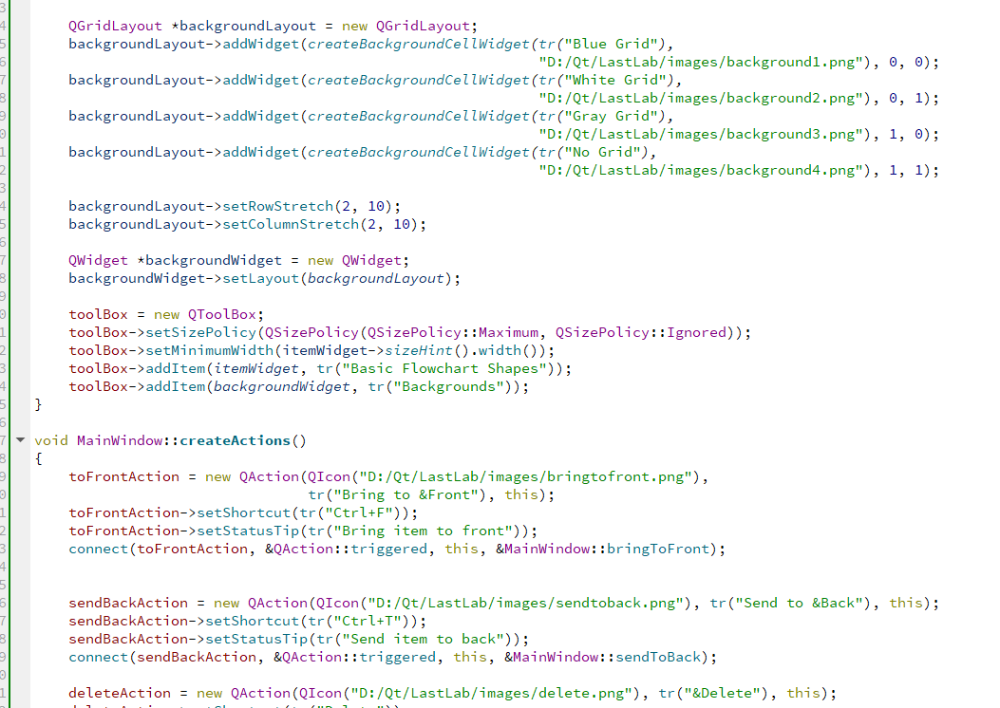 QGridLayout *backgroundLayout = new QGridLayout;
backgroundLayout->addWidget(createBackgroundCellWidget(tr("Blue Grid"),
"D:/Qt/LastLab/images/background1.png"), 0, 0);
backgroundLayout->addWidget(createBackgroundCellWidget(tr("White Grid"),
"D:/Qt/LastLab/images/background2.png"), 0, 1);
backgroundLayout->addWidget(createBackgroundCellWidget(tr("Gray Grid"),
"D:/Qt/LastLab/images/background3.png"), 1, 0);
backgroundLayout->addWidget(createBackgroundCellWidget(tr("No Grid"),
"D:/Qt/LastLab/images/background4.png"), 1, 1);
backgroundLayout->setRowStretch(2, 10);
backgroundLayout->setColumnStretch(2, 10);
QWidget *backgroundWidget = new QWidget;
backgroundWidget->setLayout(backgroundLayout);
toolBox = new QToolBox;
toolBox->setSizePolicy(QSizePolicy(QSizePolicy::Maximum, QSizePolicy::Ignored));
toolBox->setMinimumWidth(itemWidget->sizeHint().width());
toolBox->addItem(itemWidget, tr("Basic Flowchart Shapes"));
toolBox->addItem(backgroundWidget, tr("Backgrounds"));
}
void MainWindow::createActions()
{
toFrontAction = new QAction(QIcon("D:/Qt/LastLab/images/bringtofront.png"),
tr("Bring to &Front"), this);
toFrontAction->setShortcut(tr("Ctrl+F"));
toFrontAction->setStatusTip(tr("Bring item to front"));
connect(toFrontAction, &QAction::triggered, this, &MainWindow::bringToFront);
sendBackAction = new QAction(QIcon("D:/Qt/LastLab/images/sendtoback.png"), tr("Send to &Back"), this);
sendBackAction->setShortcut(tr("Ctrl+T"));
sendBackAction->setStatusTip(tr("Send item to back"));
connect(sendBackAction, &QAction::triggered, this, &MainWindow::sendToBack);
deleteAction = new QAction(QIcon("D:/Qt/LastLab/images/delete.png"), tr("&Delete"), this);